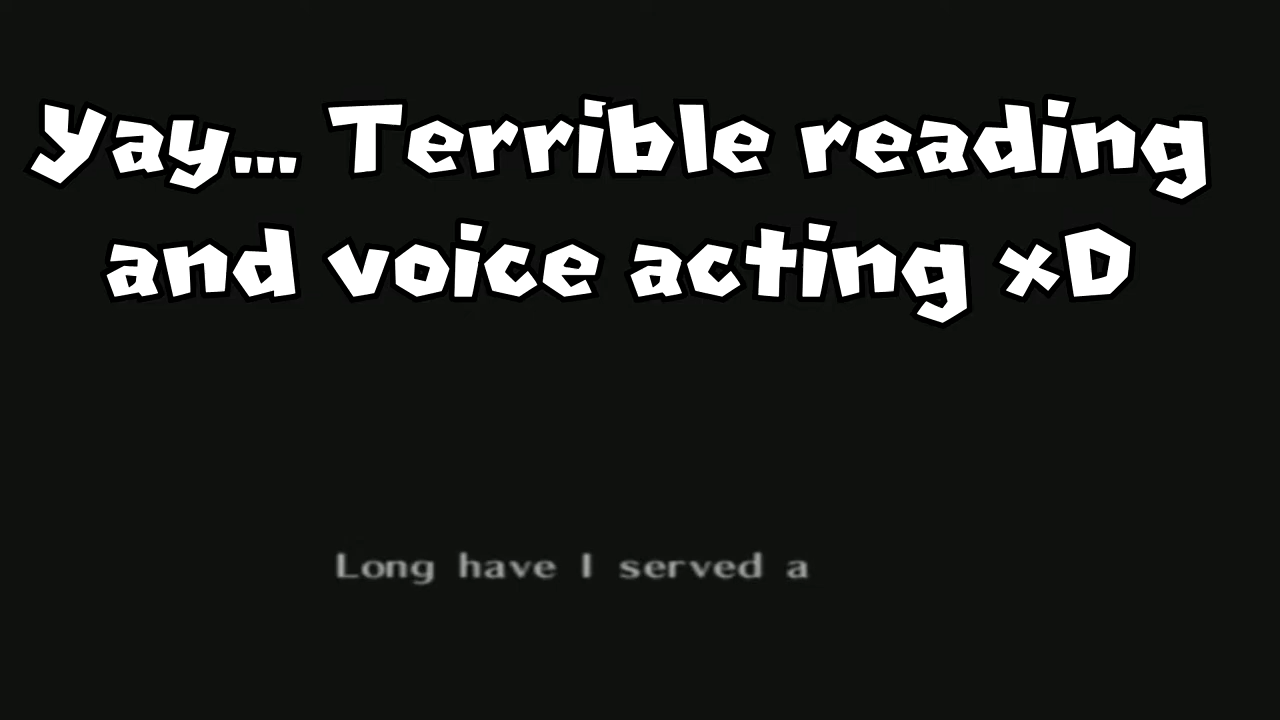 Yay... Terrible reading
and voice acting xD
Long have I served a